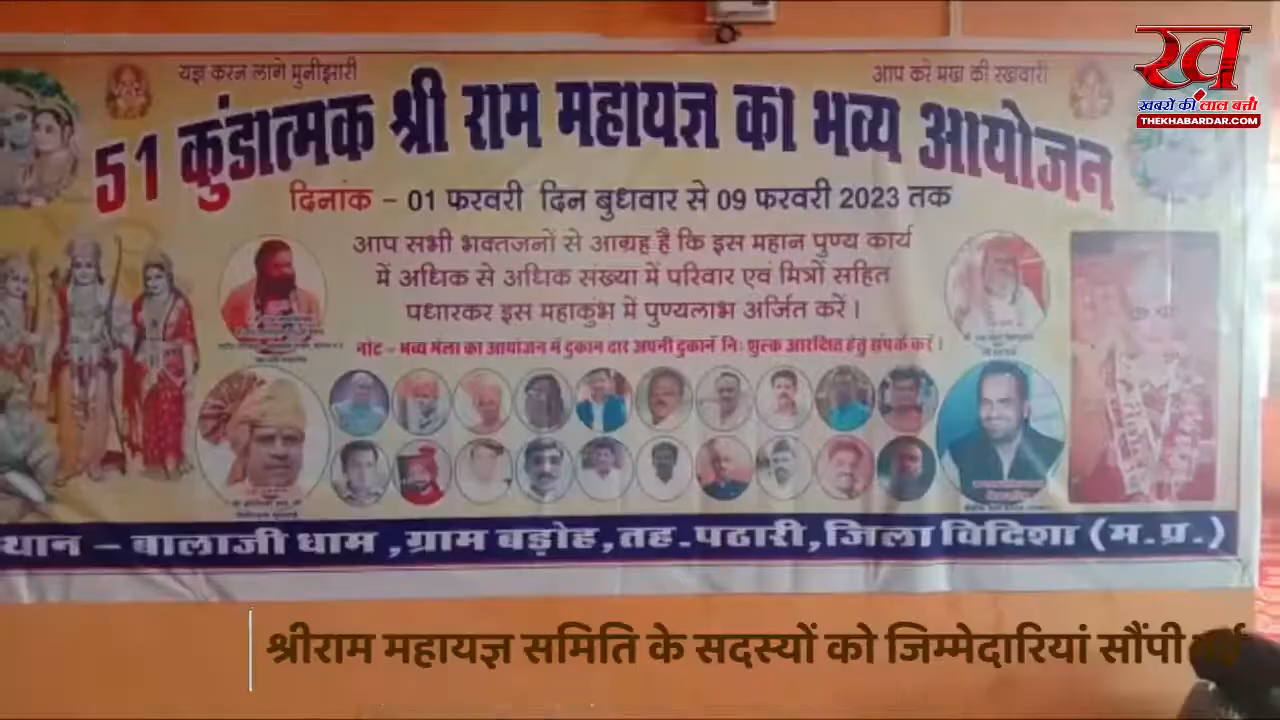 यज्ञ करन लागे मुनीझारी
आप करे मख की रखवारी
51 कुंडात्मक श्री राम महायज्ञ का भव्य आयोजन
दिनांक - 01 फरवरी दिन बुधवार से 09 फरवरी 2023 तक
आप सभी भक्तजनों से आग्रह है कि इस महान पुण्य कार्य
में अधिक से अधिक संख्या में परिवार एवं मित्रों सहित
पधारकर इस महाकुंभ में पुण्यलाभ अर्जित करें।
नोट - भव्य मेला का आयोजन में दुकान दार अपनी दुकानें निःशुल्क आरक्षित हेतु संपर्क करें।
थान - बालाजी धाम ,ग्राम बड़ोह,तह.पठारी,जिला विदिशा (म.प्र.)
ख
खबरों की लाल बत्ती
THEKHABARDAR.COM
श्रीराम महायज्ञ समिति के सदस्यों को जिम्मेदारियां सौंपी